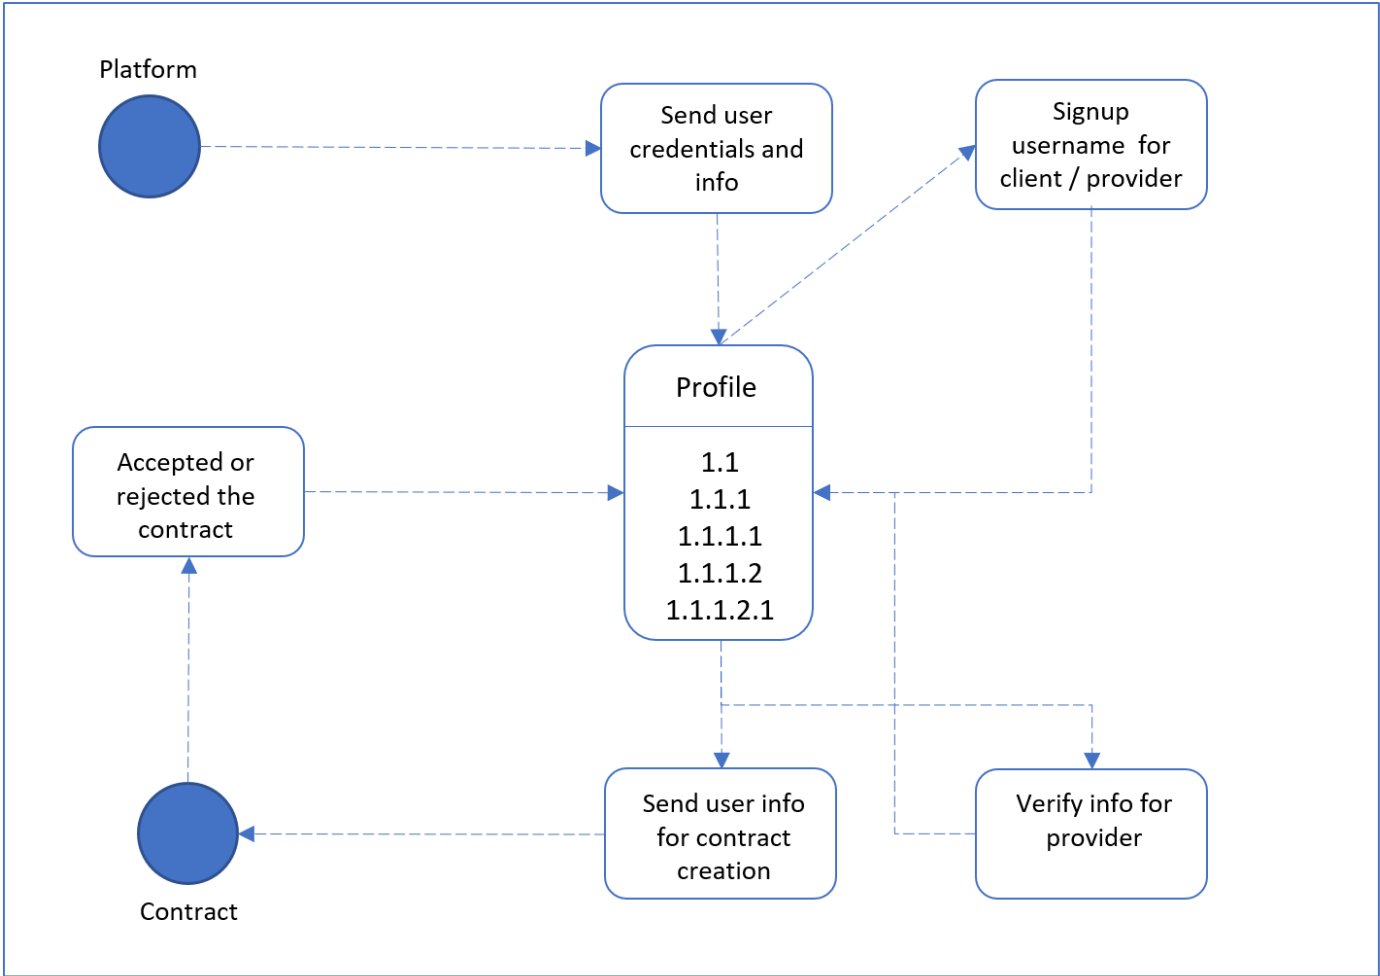 Platform
Send user
credentials and
info
Signup
username for
client / provider
Profile
1.1
1.1.1
1.1.1.1
1.1.1.2
1.1.1.2.1
Accepted or
rejected the
contract
Send user info
for contract
creation
Verify info for
provider
Contract